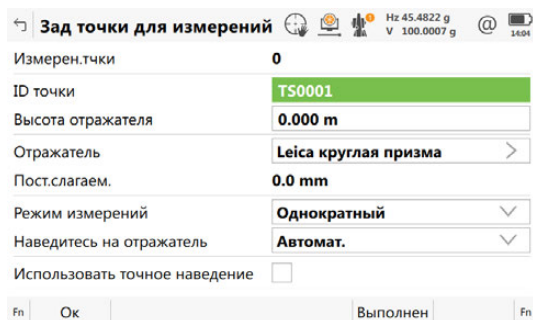 Зад точки для измерений
Hz 45.4822 g
V 100.0007 g
@
14:04
Измерен.тчки 0
ID точки TS0001
Высота отражателя 0.000 m
Отражатель Leica круглая призма
Пост.слагаем. 0.0 mm
Режим измерений Однократный
Наведитесь на отражатель Автомат.
Использовать точное наведение
Fn Ок Выполнен Fn